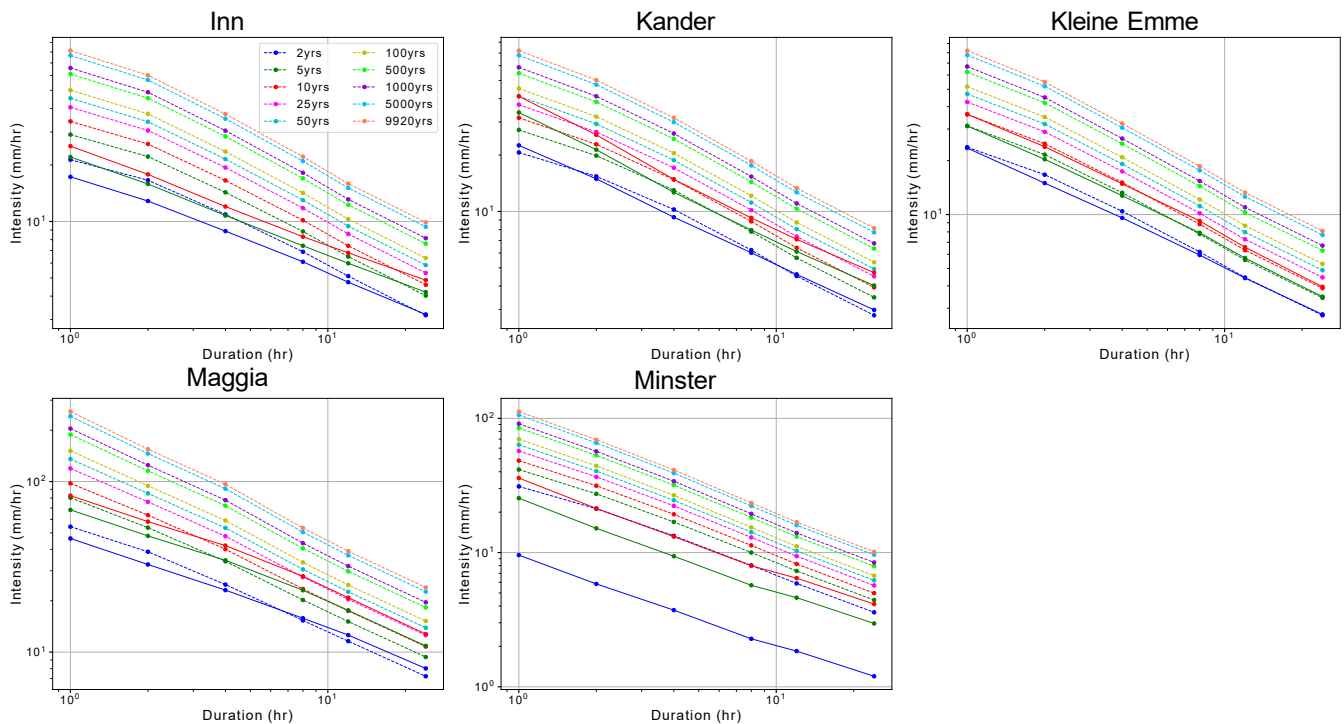 Inn
Kander
Kleine Emme
Intensity (mm/hr)
2yrs
5yrs
10yrs
25yrs
50yrs
100yrs
500yrs
1000yrs
5000yrs
9920yrs
10¹
10⁰
10¹
Duration (hr)
Intensity (mm/hr)
10¹
10⁰
10¹
Duration (hr)
Intensity (mm/hr)
10¹
10⁰
10¹
Duration (hr)
Maggia
Minster
Intensity (mm/hr)
10²
10¹
10⁰
10¹
Duration (hr)
Intensity (mm/hr)
10²
10¹
10⁰
10⁰
10¹
Duration (hr)